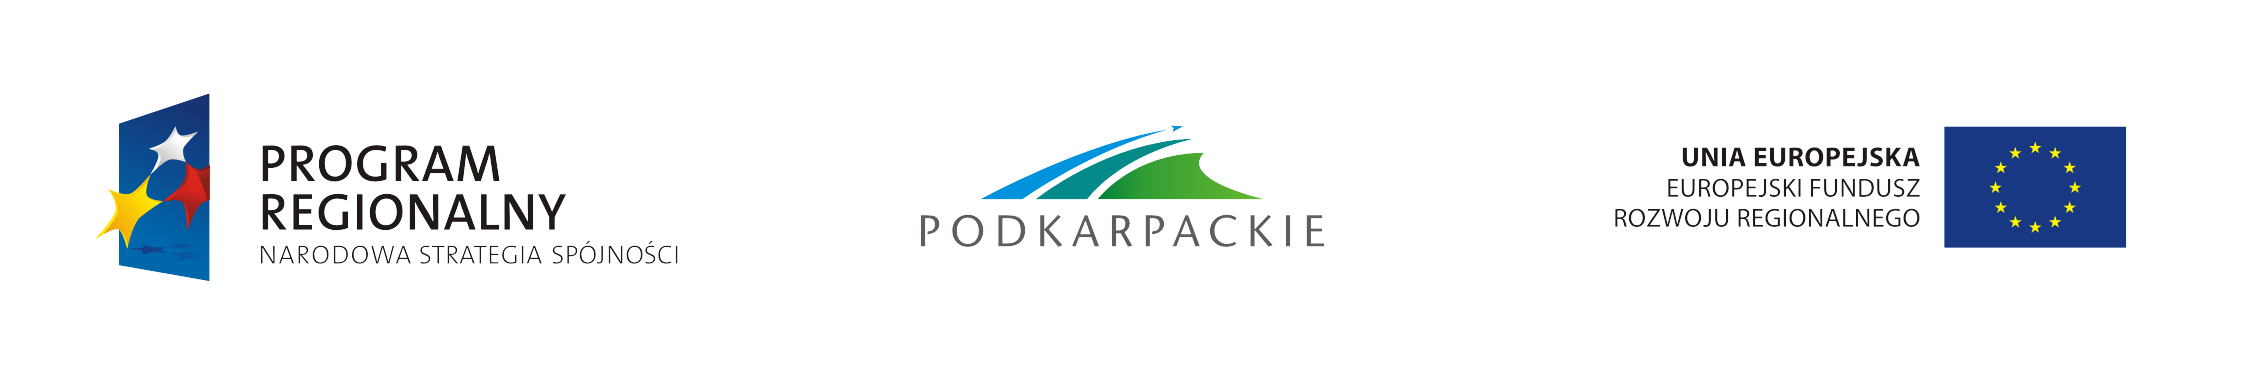 PROGRAM
REGIONALNY
NARODOWA STRATEGIA SPÓJNOŚCI
PODKARPACKIE
UNIA EUROPEJSKA
EUROPEJSKI FUNDUSZ
ROZWOJU REGIONALNEGO